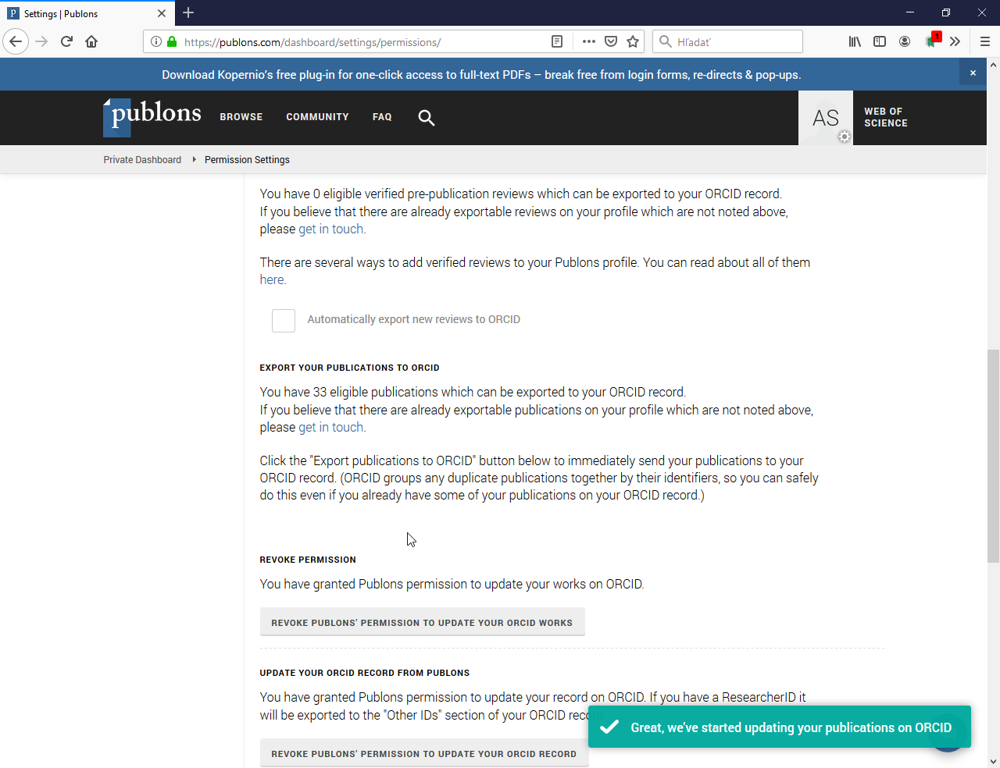 Settings | Publons
https://publons.com/dashboard/settings/permissions/
Hľadať
1
Download Kopernio's free plug-in for one-click access to full-text PDFs – break free from login forms, re-directs & pop-ups.
publons
BROWSE
COMMUNITY
FAQ
AS
WEB OF
SCIENCE
Private Dashboard
Permission Settings
You have 0 eligible verified pre-publication reviews which can be exported to your ORCID record.
If you believe that there are already exportable reviews on your profile which are not noted above,
please get in touch.
There are several ways to add verified reviews to your Publons profile. You can read about all of them
here.
Automatically export new reviews to ORCID
EXPORT YOUR PUBLICATIONS TO ORCID
You have 33 eligible publications which can be exported to your ORCID record.
If you believe that there are already exportable publications on your profile which are not noted above,
please get in touch.
Click the "Export publications to ORCID" button below to immediately send your publications to your
ORCID record. (ORCID groups any duplicate publications together by their identifiers, so you can safely
do this even if you already have some of your publications on your ORCID record.)
REVOKE PERMISSION
You have granted Publons permission to update your works on ORCID.
REVOKE PUBLONS' PERMISSION TO UPDATE YOUR ORCID WORKS
UPDATE YOUR ORCID RECORD FROM PUBLONS
You have granted Publons permission to update your record on ORCID. If you have a ResearcherID it
will be exported to the "Other IDs" section of your ORCID record.
Great, we've started updating your publications on ORCID
REVOKE PUBLONS' PERMISSION TO UPDATE YOUR ORCID RECORD